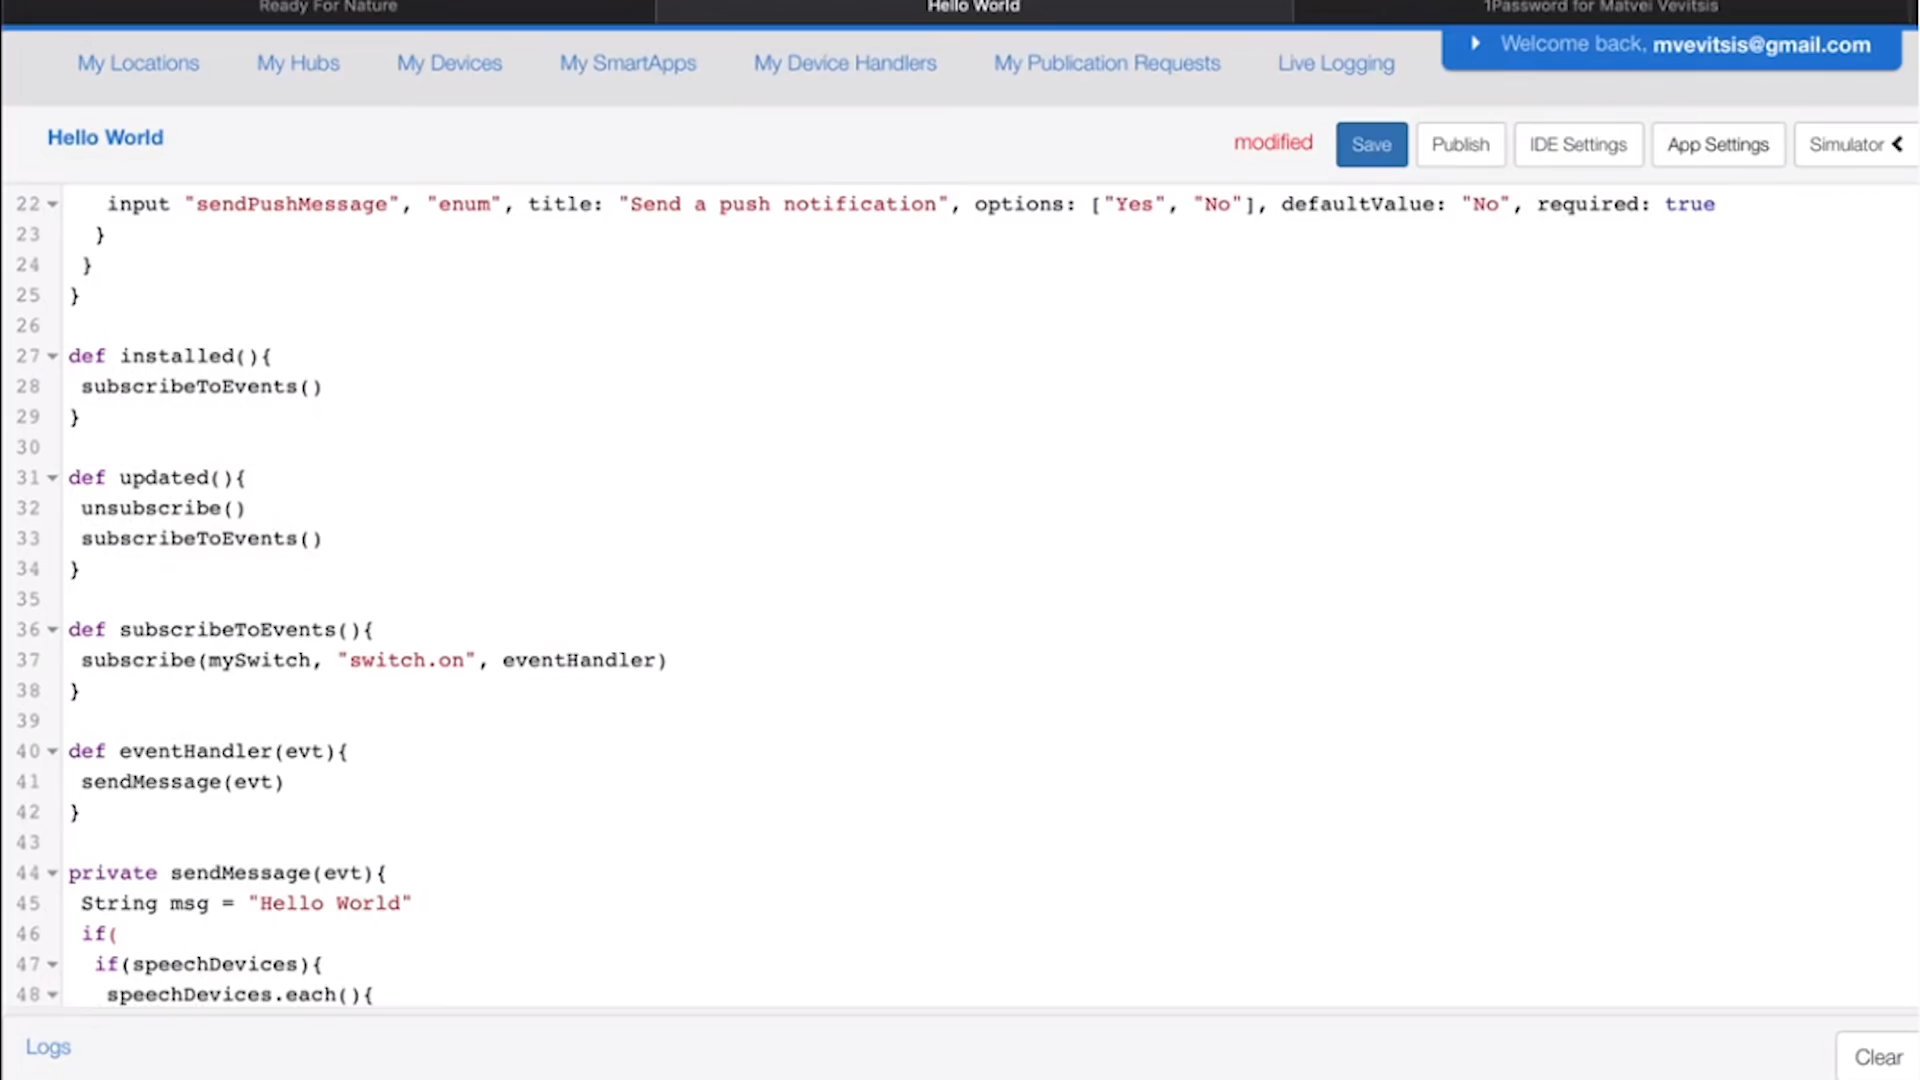 Ready For Nature
Hello World
1Password for Matvei Vevitsis
My Locations
My Hubs
My Devices
My SmartApps
My Device Handlers
My Publication Requests
Live Logging
Welcome back, mvevitsis@gmail.com
Hello World
modified
Save
Publish
IDE Settings
App Settings
Simulator
22 input "sendPushMessage", "enum", title: "Send a push notification", options: ["Yes", "No"], defaultValue: "No", required: true
23 }
24 }
25 }
26
27 def installed(){
28 subscribeToEvents()
29 }
30
31 def updated(){
32 unsubscribe()
33 subscribeToEvents()
34 }
35
36 def subscribeToEvents(){
37 subscribe(mySwitch, "switch.on", eventHandler)
38 }
39
40 def eventHandler(evt){
41 sendMessage(evt)
42 }
43
44 private sendMessage(evt){
45 String msg = "Hello World"
46 if(
47 if(speechDevices){
48 speechDevices.each(){
Logs
Clear